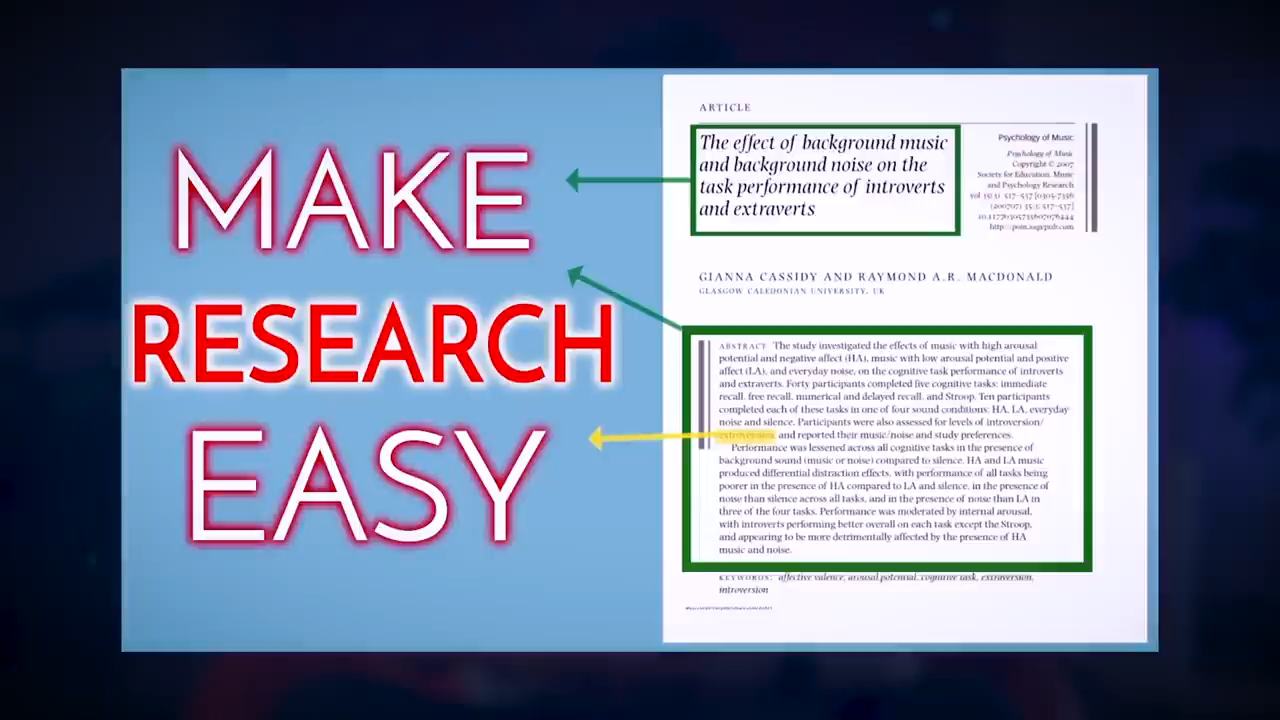 MAKE
RESEARCH
EASY
ARTICLE
The effect of background music
and background noise on the
task performance of introverts
and extraverts
Psychology of Music
Psychology of Music
Copyright © 2007
Society for Education, Music
and Psychology Research
GIANNA CASSIDY AND RAYMOND A.R. MACDONALD
GLASGOW CALEDONIAN UNIVERSITY, UK
ABSTRACT The study investigated the effects of music with high arousal
potential and negative affect (HA), music with low arousal potential and positive
affect (LA), and everyday noise, on the cognitive task performance of introverts
and extraverts. Forty participants completed five cognitive tasks: immediate
recall, free recall, numerical and delayed recall, and Stroop. Ten participants
completed each of these tasks in one of four sound conditions: HA, LA, everyday
noise and silence. Participants were also assessed for levels of introversion/
extroversion, and reported their music/noise and study preferences.
Performance was lessened across all cognitive tasks in the presence of
background sound (music or noise) compared to silence. HA and LA music
produced differential distraction effects, with performance of all tasks being
poorer in the presence of HA compared to LA and silence, in the presence of
noise than silence across all tasks, and in the presence of noise than LA in
three of the four tasks. Performance was moderated by internal arousal,
with introverts performing better overall on each task except the Stroop,
and appearing to be more detrimentally affected by the presence of HA
music and noise.
KEYWORDS: affective valence, arousal potential, cognitive task, extraversion,
introversion